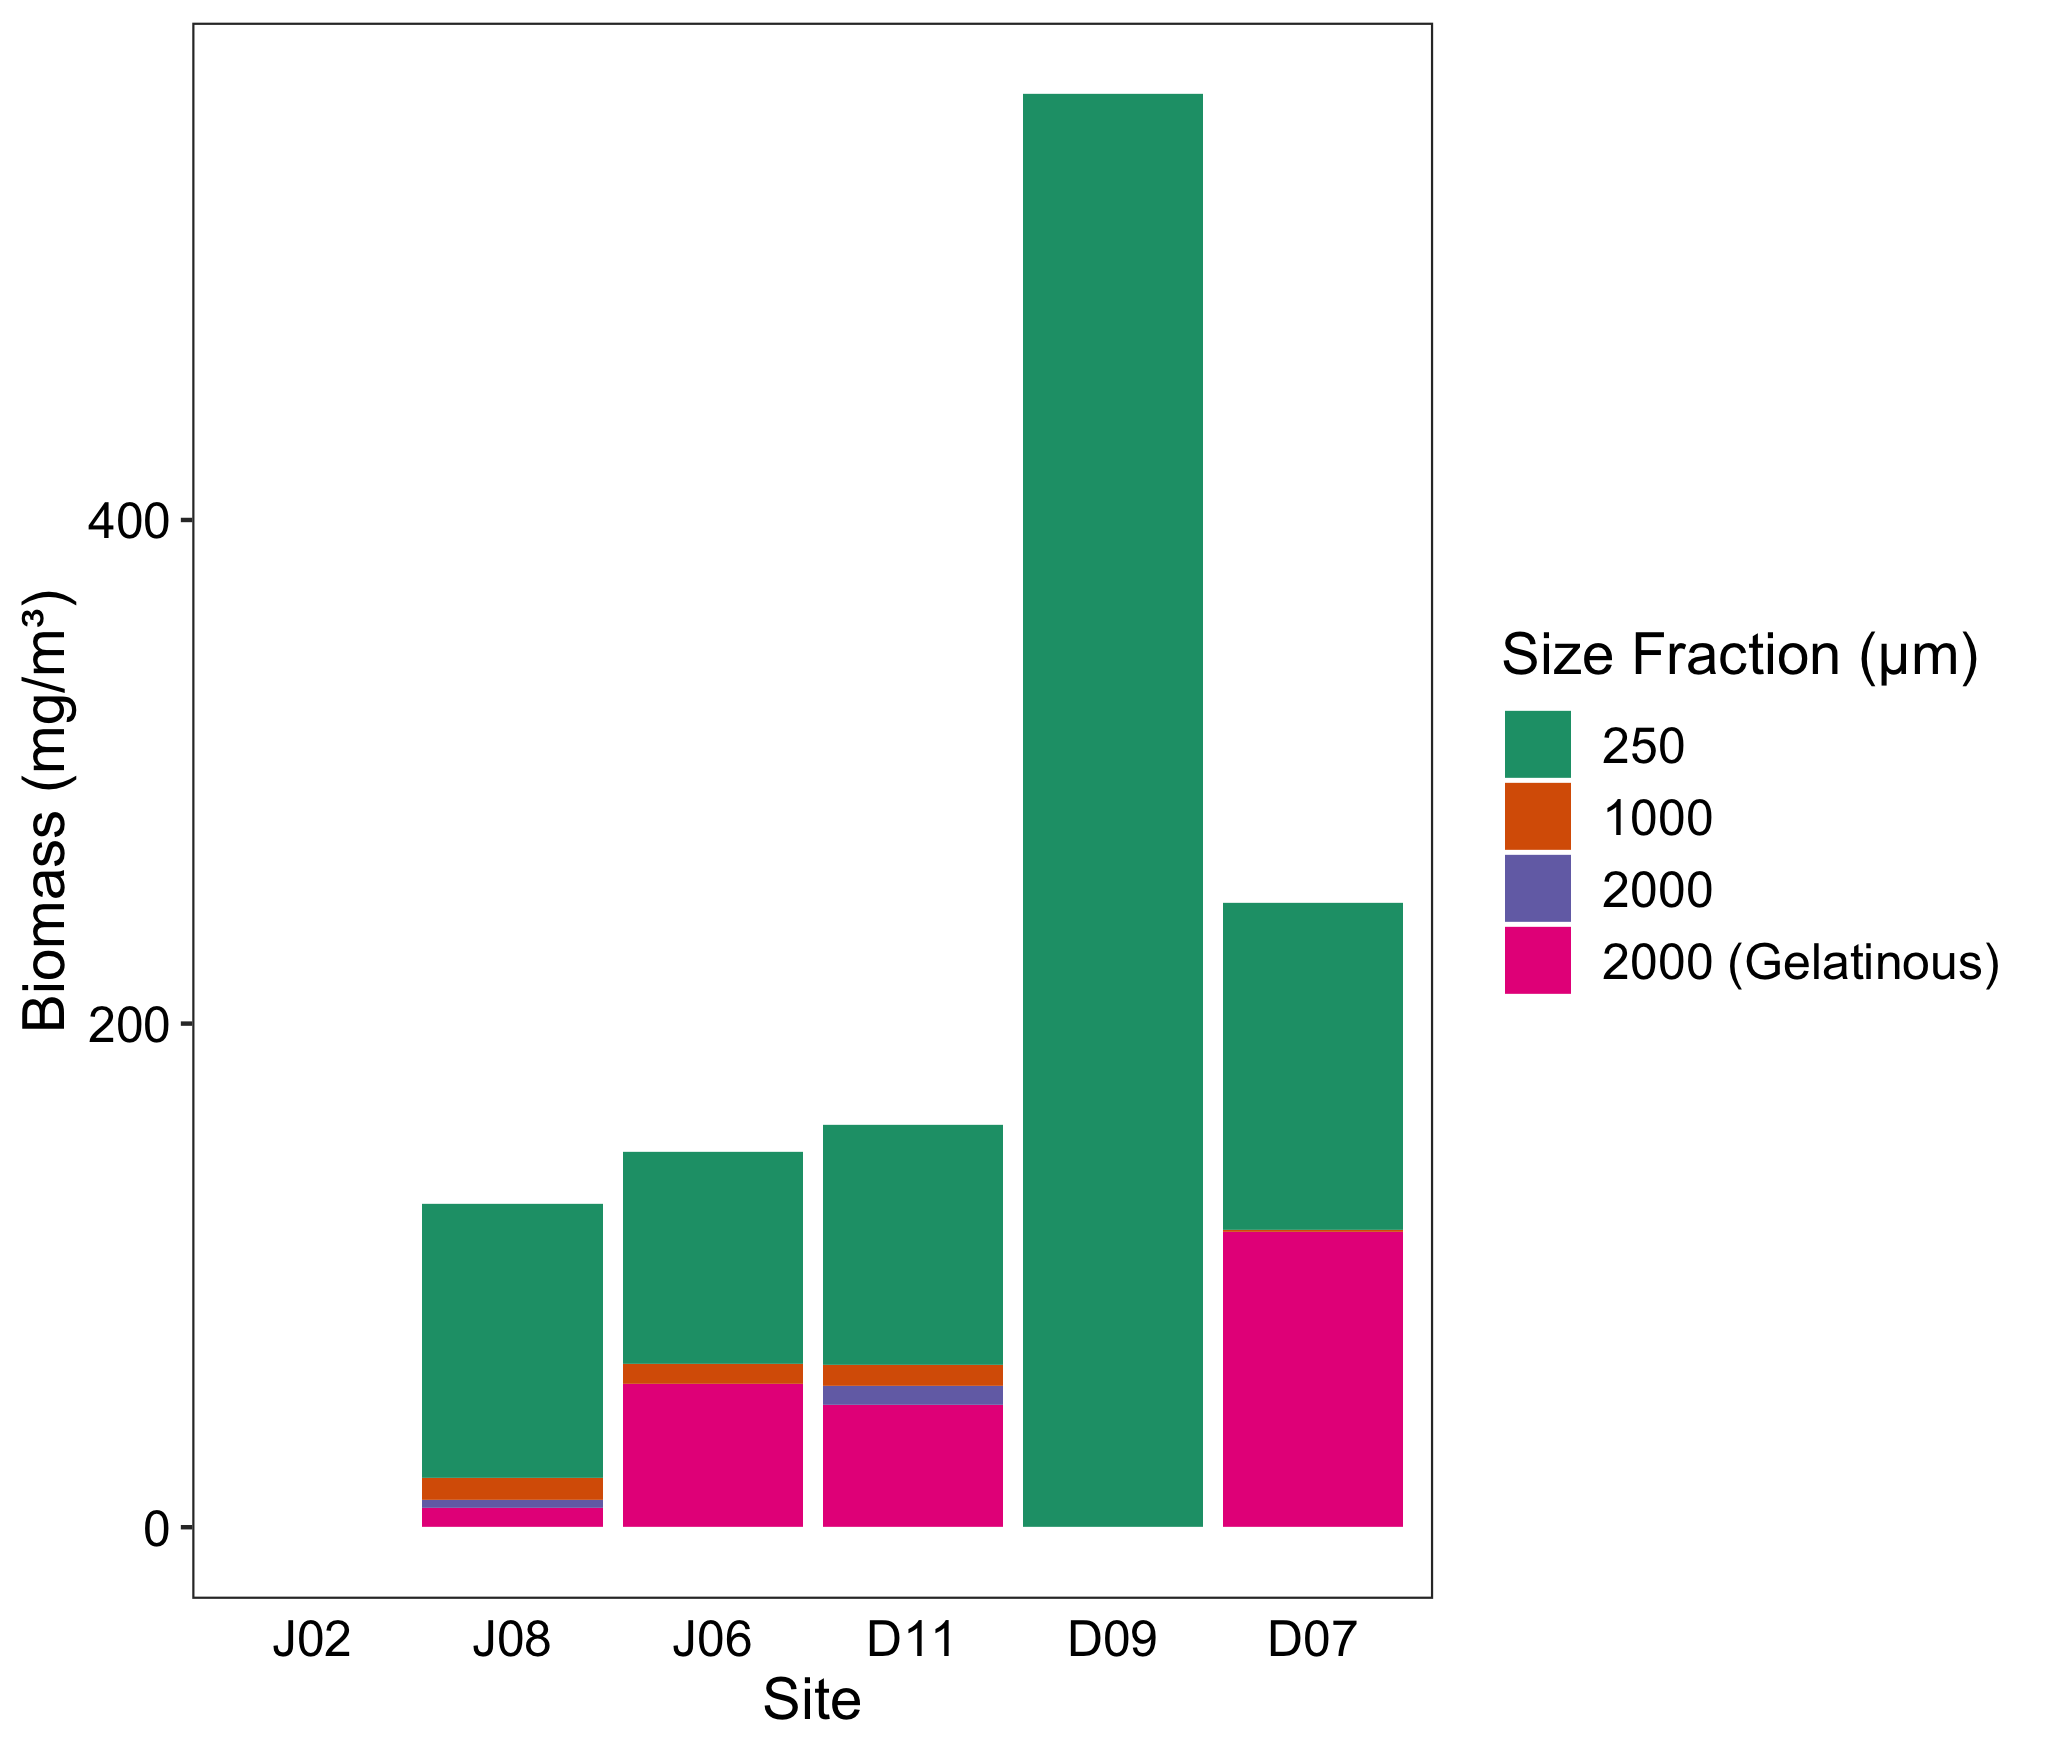 Biomass (mg/m³)
400
200
0
J02 J08 J06 D11 D09 D07
Site
Size Fraction (µm)
250
1000
2000
2000 (Gelatinous)